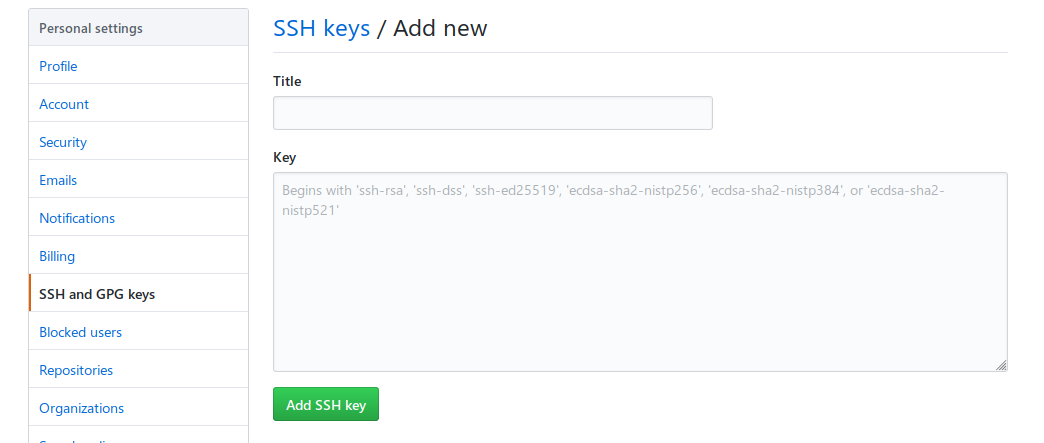 Personal settings
Profile
Account
Security
Emails
Notifications
Billing
SSH and GPG keys
Blocked users
Repositories
Organizations
SSH keys / Add new
Title
Key
Begins with 'ssh-rsa', 'ssh-dss', 'ssh-ed25519', 'ecdsa-sha2-nistp256', 'ecdsa-sha2-nistp384', or 'ecdsa-sha2-
nistp521'
Add SSH key